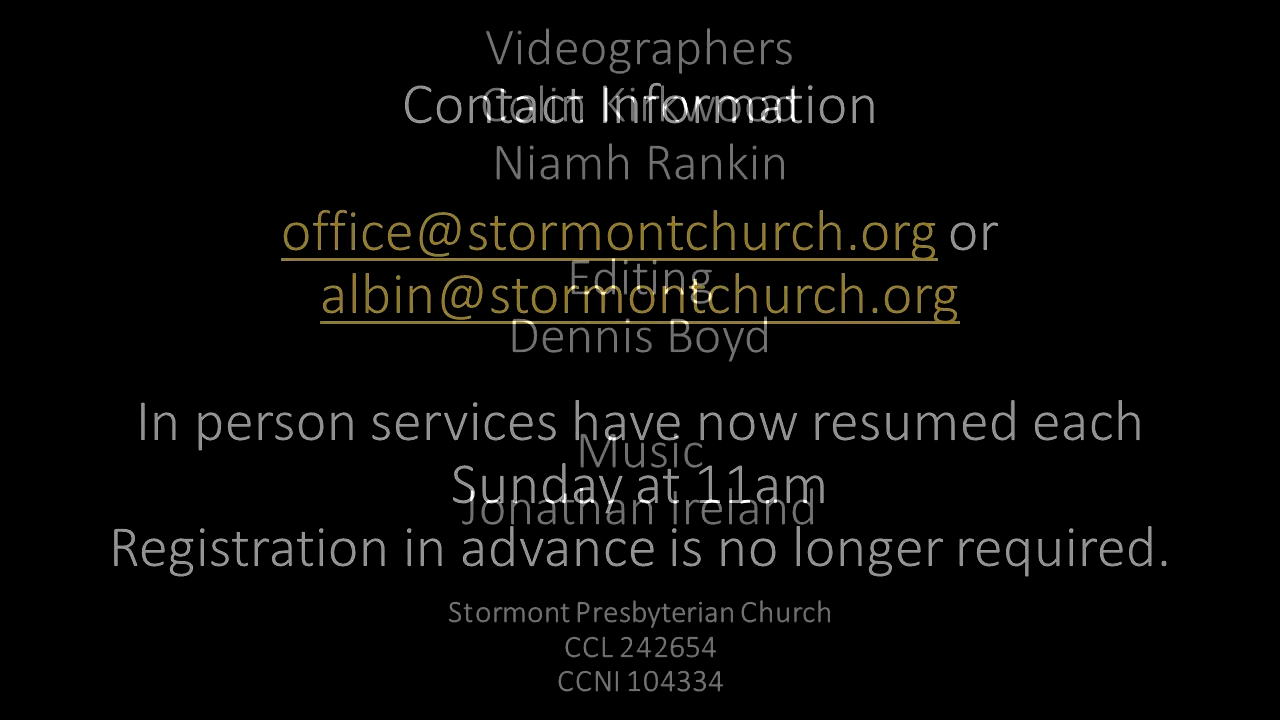 Videographers
Contact Information
Colin Kirkwood
Niamh Rankin
office@stormontchurch.org or
Editing
albin@stormontchurch.org
Dennis Boyd
In person services have now resumed each
Music
Sunday at 11am
Jonathan Ireland
Registration in advance is no longer required.
Stormont Presbyterian Church
CCL 242654
CCNI 104334